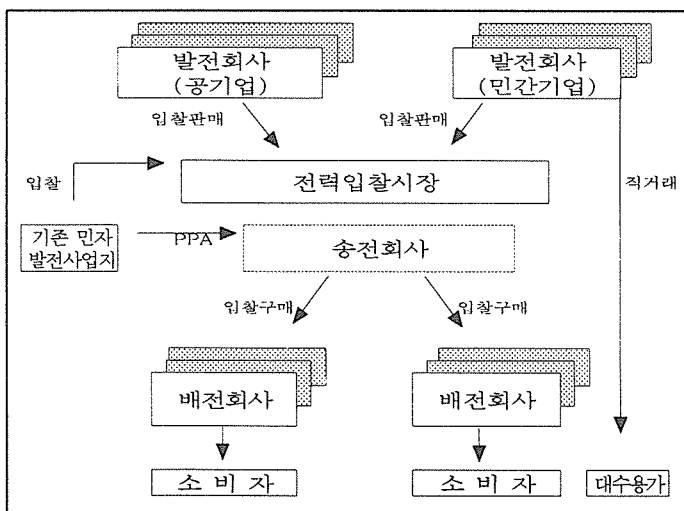 발전회사
(공기업)
발전회사
(민간기업)
입찰판매
입찰판매
입찰
전력입찰시장
직거래
기존 민자
발전사업지
PPA
송전회사
입찰구매
입찰구매
배전회사
배전회사
소 비 자
소 비 자
대수용가